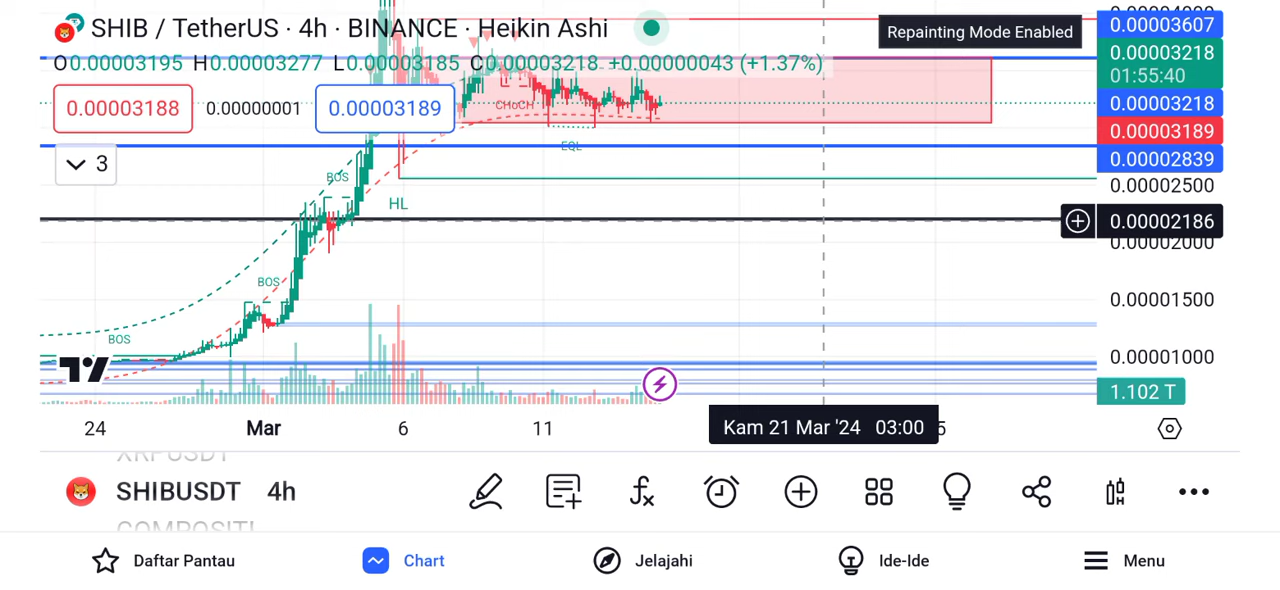 0.00004000
SHIB / TetherUS · 4h · BINANCE · Heikin Ashi
Repainting Mode Enabled
0.00003607
O0.00003195 H0.00003277 L0.00003185 C0.00003218 +0.00000043 (+1.37%)
0.00003218
01:55:40
0.00003188
0.00000001
0.00003189
0.00003218
CHoCH
0.00003189
EQL
0.00002839
3
BOS
0.00002500
HL
0.00002186
0.00002000
BOS
0.00001500
BOS
0.00001000
1.102 T
24 Mar 6 11
Kam 21 Mar '24 03:00
XRPUSDT
SHIBUSDT 4h
Daftar Pantau
Chart
Jelajahi
Ide-Ide
Menu